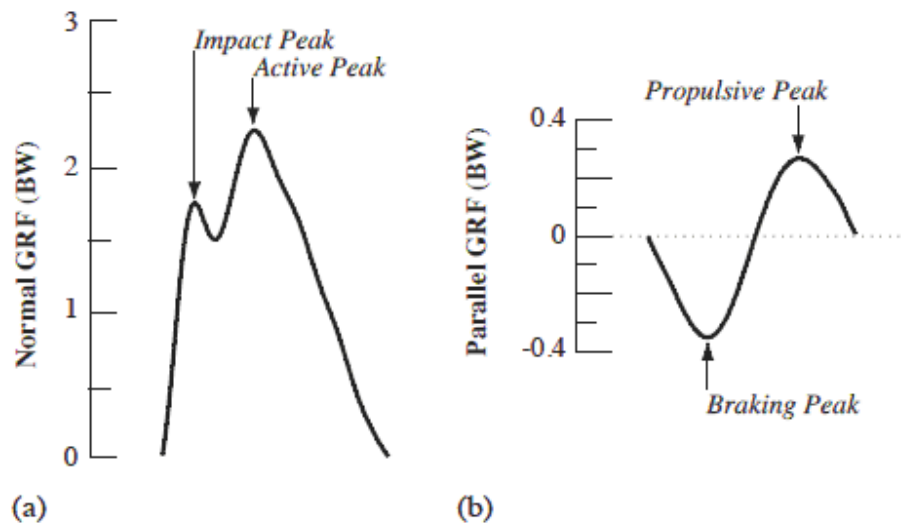 3
Impact Peak
Active Peak
2
1
0
Normal GRF (BW)
(a)
Propulsive Peak
0.4
0
-0.4
Parallel GRF (BW)
Braking Peak
(b)